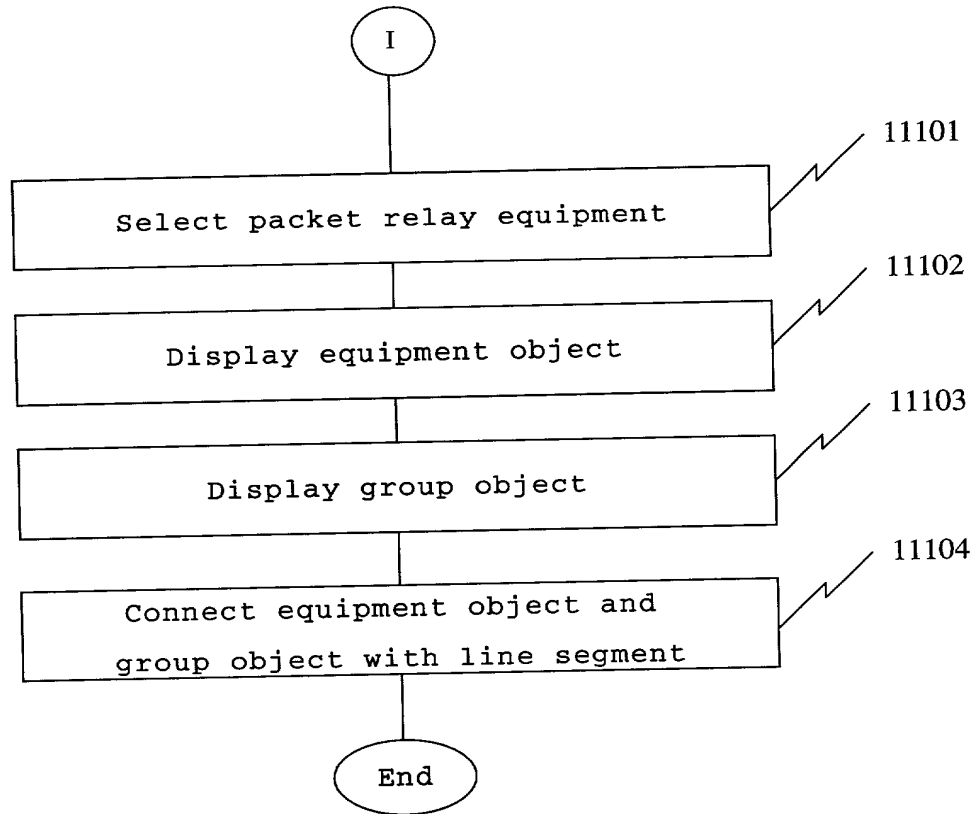 I
11101
Select packet relay equipment
11102
Display equipment object
11103
Display group object
11104
Connect equipment object and
group object with line segment
End